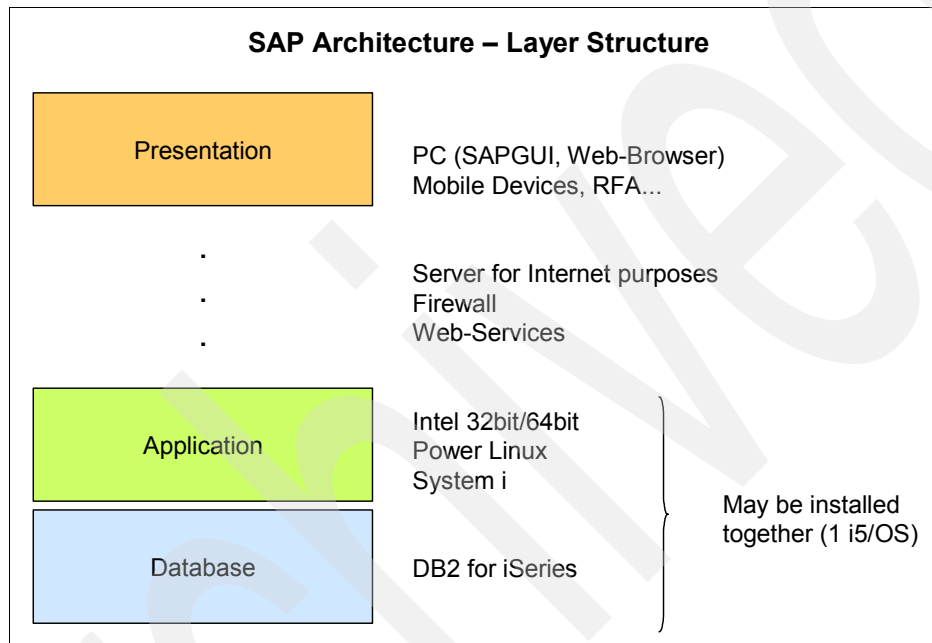 SAP Architecture – Layer Structure
Presentation
PC (SAPGUI, Web-Browser)
Mobile Devices, RFA...
.
.
.
Server for Internet purposes
Firewall
Web-Services
Application
Intel 32bit/64bit
Power Linux
System i
May be installed
together (1 i5/OS)
Database
DB2 for iSeries